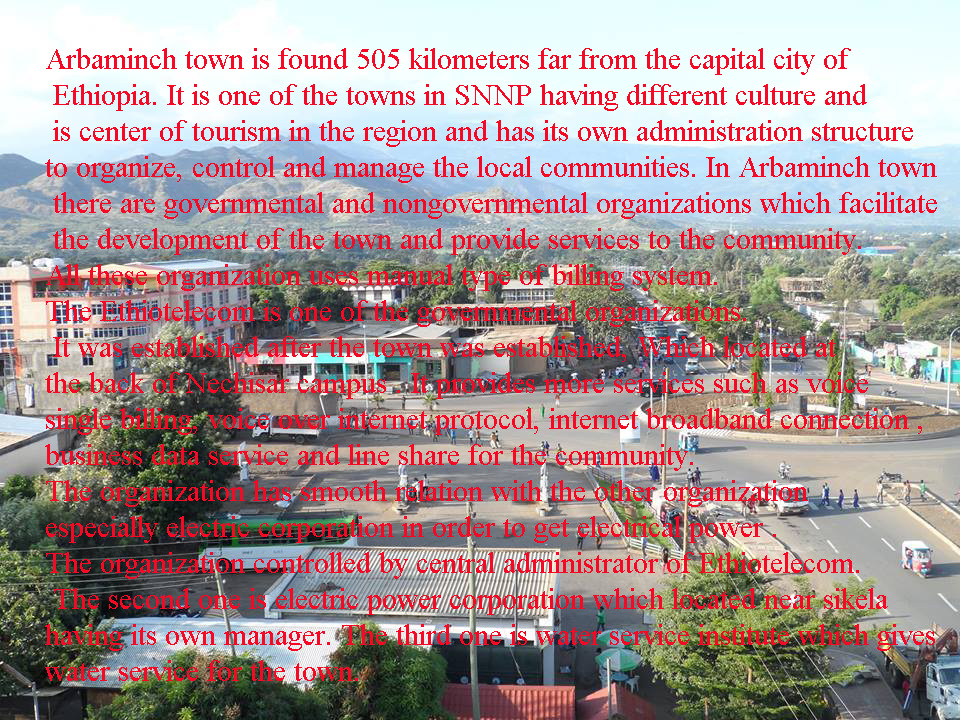 Arbaminch town is found 505 kilometers far from the capital city of
Ethiopia. It is one of the towns in SNNP having different culture and
is center of tourism in the region and has its own administration structure
to organize, control and manage the local communities. In Arbaminch town
there are governmental and nongovernmental organizations which facilitate
the development of the town and provide services to the community.
All these organization uses manual type of billing system.
The Ethiotelecom is one of the governmental organizations.
It was established after the town was established. Which located at
the back of Nechsar campus . It provides more services such as voice
single billing, voice over internet protocol, internet broadband connection ,
business data service and line share for the community.
The organization has smooth relation with the other organization
especially electric corporation in order to get electrical power .
The organization controlled by central administrator of Ethiotelecom.
The second one is electric power corporation which located near sikela
having its own manager. The third one is water service institute which gives
water service for the town.